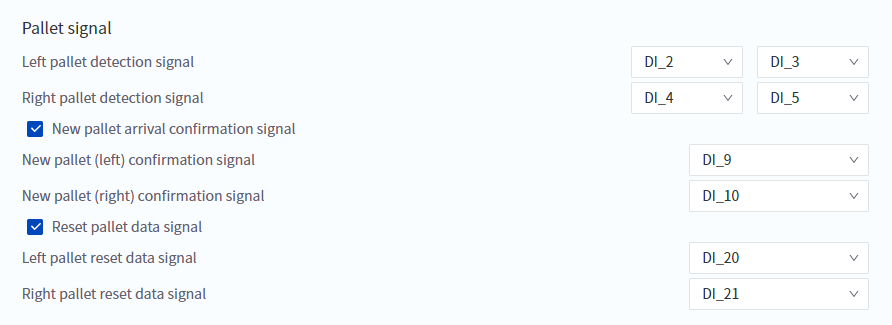 Pallet signal
Left pallet detection signal DI_2 DI_3
Right pallet detection signal DI_4 DI_5
New pallet arrival confirmation signal
New pallet (left) confirmation signal DI_9
New pallet (right) confirmation signal DI_10
Reset pallet data signal
Left pallet reset data signal DI_20
Right pallet reset data signal DI_21